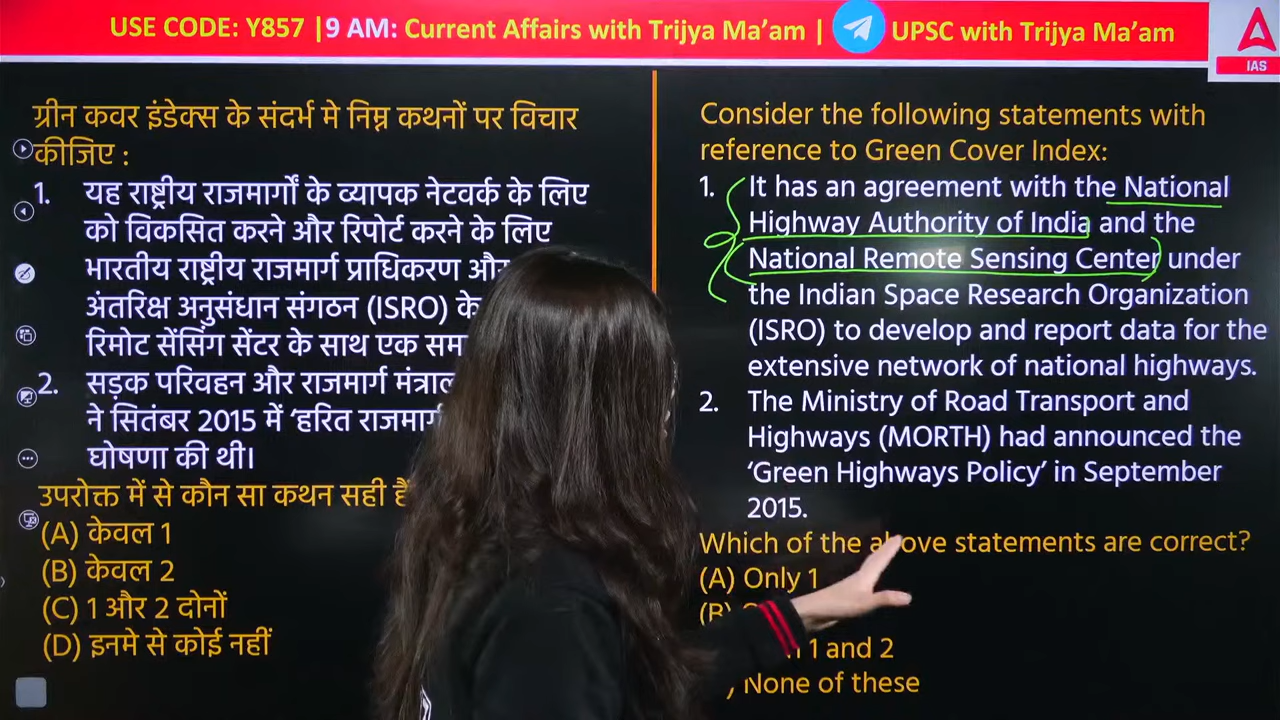 USE CODE: Y857 |9 AM: Current Affairs with Trijya Ma’am | UPSC with Trijya Ma’am
IAS
ग्रीन कवर इंडेक्स के संदर्भ मे निम्न कथनों पर विचार
कीजिए :
1. यह राष्ट्रीय राजमार्गों के व्यापक नेटवर्क के लिए
को विकसित करने और रिपोर्ट करने के लिए
भारतीय राष्ट्रीय राजमार्ग प्राधिकरण
अंतरिक्ष अनुसंधान संगठन (ISRO) के
रिमोट सेंसिंग सेंटर के साथ एक
2. सड़क परिवहन और राजमार्ग
ने सितंबर 2015 में ‘हरित
घोषणा की थी।
उपरोक्त में से कौन सा कथन सही
(A) केवल 1
(B) केवल 2
(C) 1 और 2 दोनों
(D) इनमे से कोई नहीं
Consider the following statements with
reference to Green Cover Index:
1. It has an agreement with the National
Highway Authority of India and the
National Remote Sensing Center under
the Indian Space Research Organization
(ISRO) to develop and report data for the
extensive network of national highways.
2. The Ministry of Road Transport and
Highways (MORTH) had announced the
‘Green Highways Policy’ in September
2015.
Which of the above statements are correct?
(A) Only 1
(B)
1 and 2
None of these